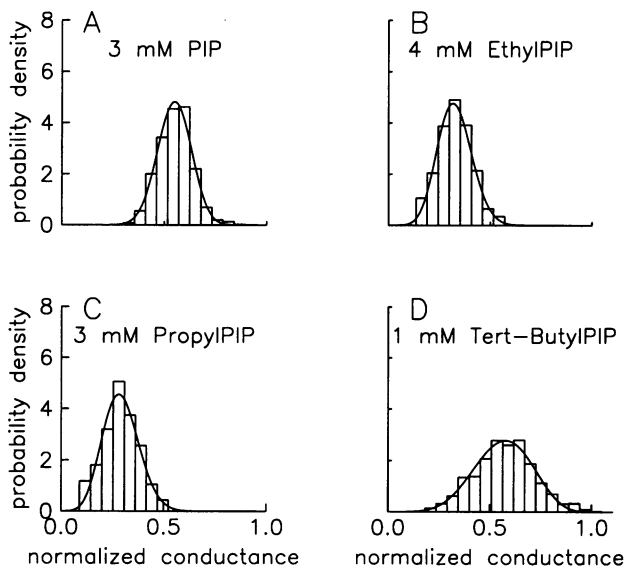 A
3 mM PIP
B
4 mM EthylPIP
probability density
8
6
4
2
0
C
3 mM PropylPIP
D
1 mM Tert-ButylPIP
probability density
8
6
4
2
0
0.0 0.5 1.0
0.0 0.5 1.0
normalized conductance
normalized conductance